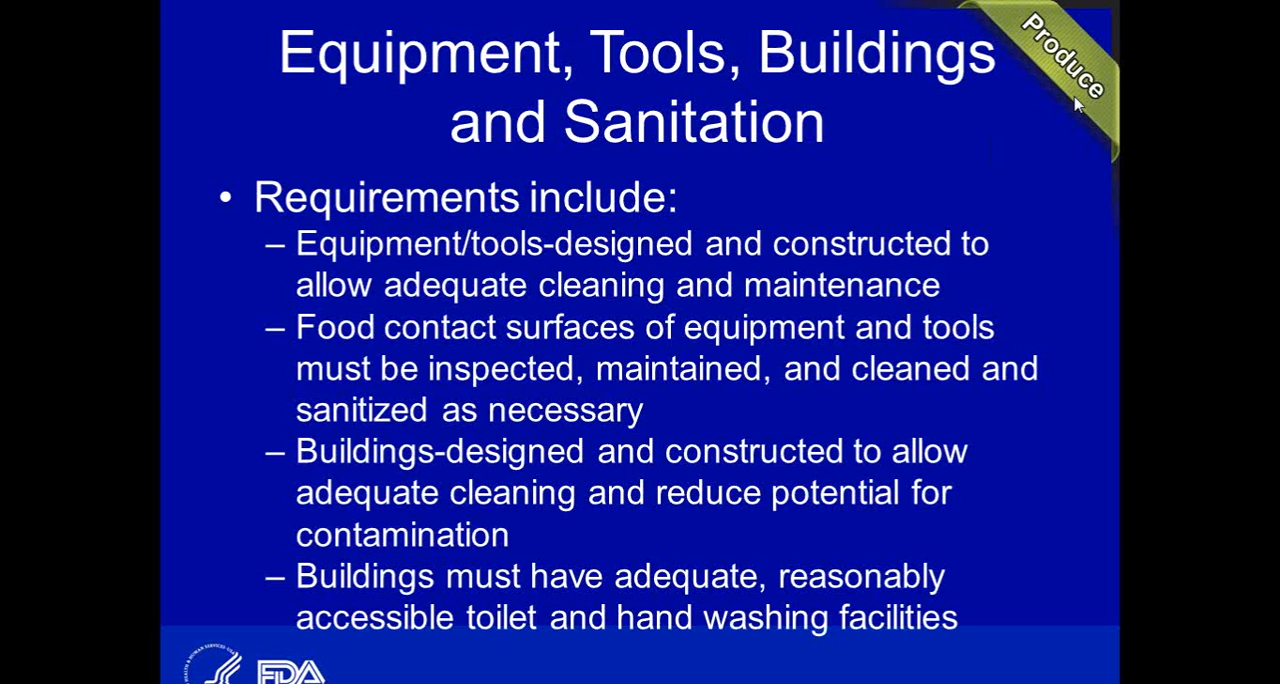 Equipment, Tools, Buildings
and Sanitation
Produce
• Requirements include:
– Equipment/tools-designed and constructed to
allow adequate cleaning and maintenance
– Food contact surfaces of equipment and tools
must be inspected, maintained, and cleaned and
sanitized as necessary
– Buildings-designed and constructed to allow
adequate cleaning and reduce potential for
contamination
– Buildings must have adequate, reasonably
accessible toilet and hand washing facilities
FDA